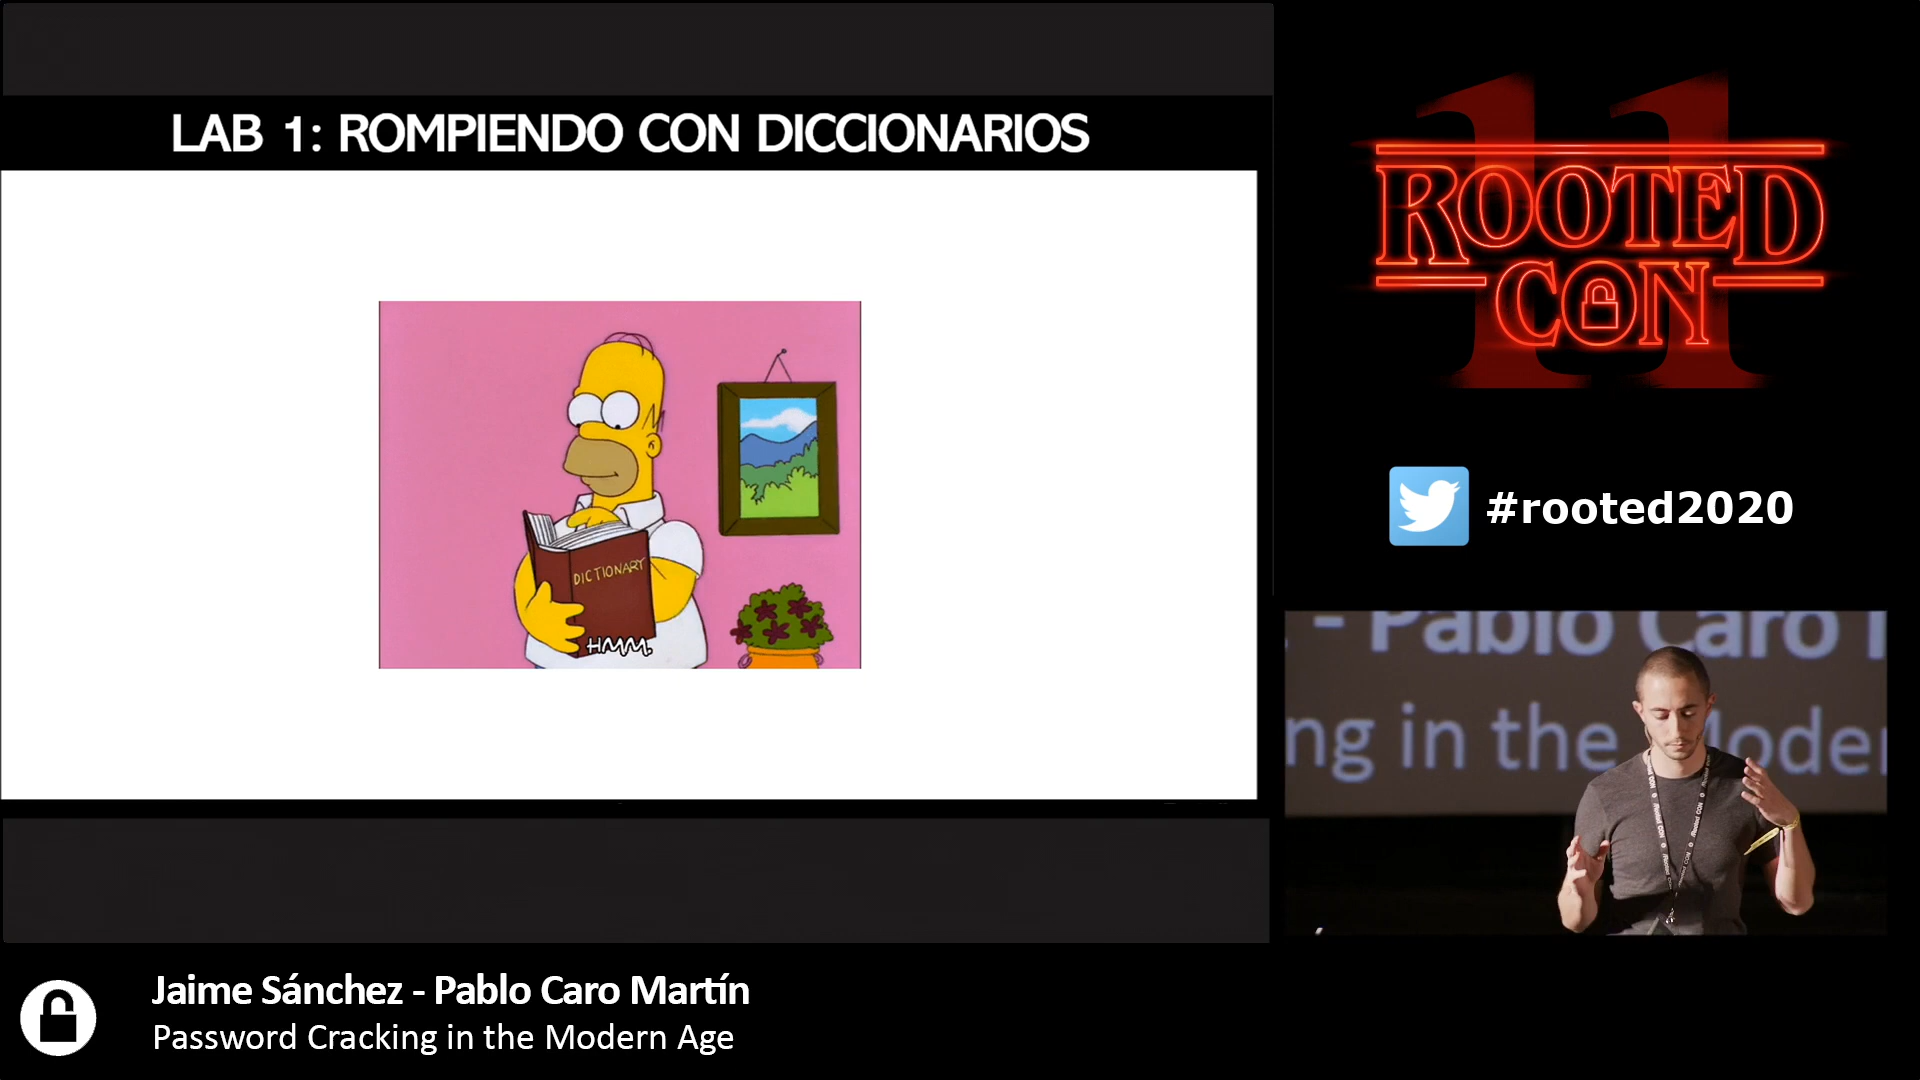 LAB 1: ROMPIENDO CON DICCIONARIOS
DICTIONARY
HMM.
11
ROOTED
CON
#rooted2020
- Pablo Caro
ng in the Moder
Jaime Sánchez - Pablo Caro Martín
Password Cracking in the Modern Age